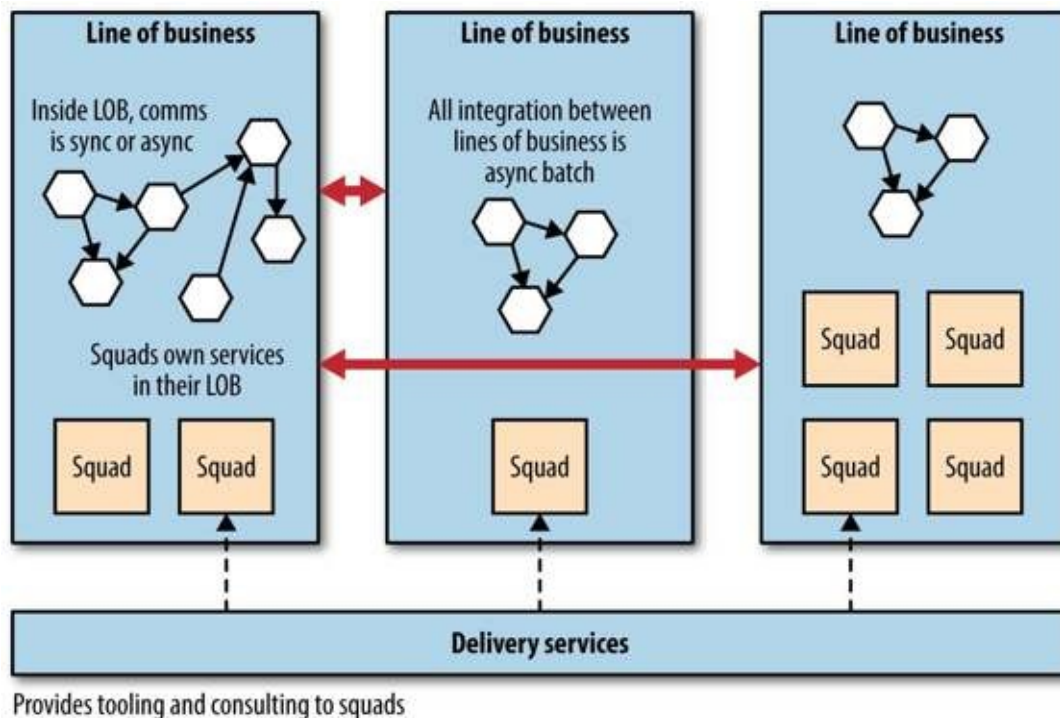 Line of business
Inside LOB, comms
is sync or async
Squads own services
in their LOB
Squad
Squad
Line of business
All integration between
lines of business is
async batch
Squad
Line of business
Squad
Squad
Squad
Squad
Delivery services
Provides tooling and consulting to squads